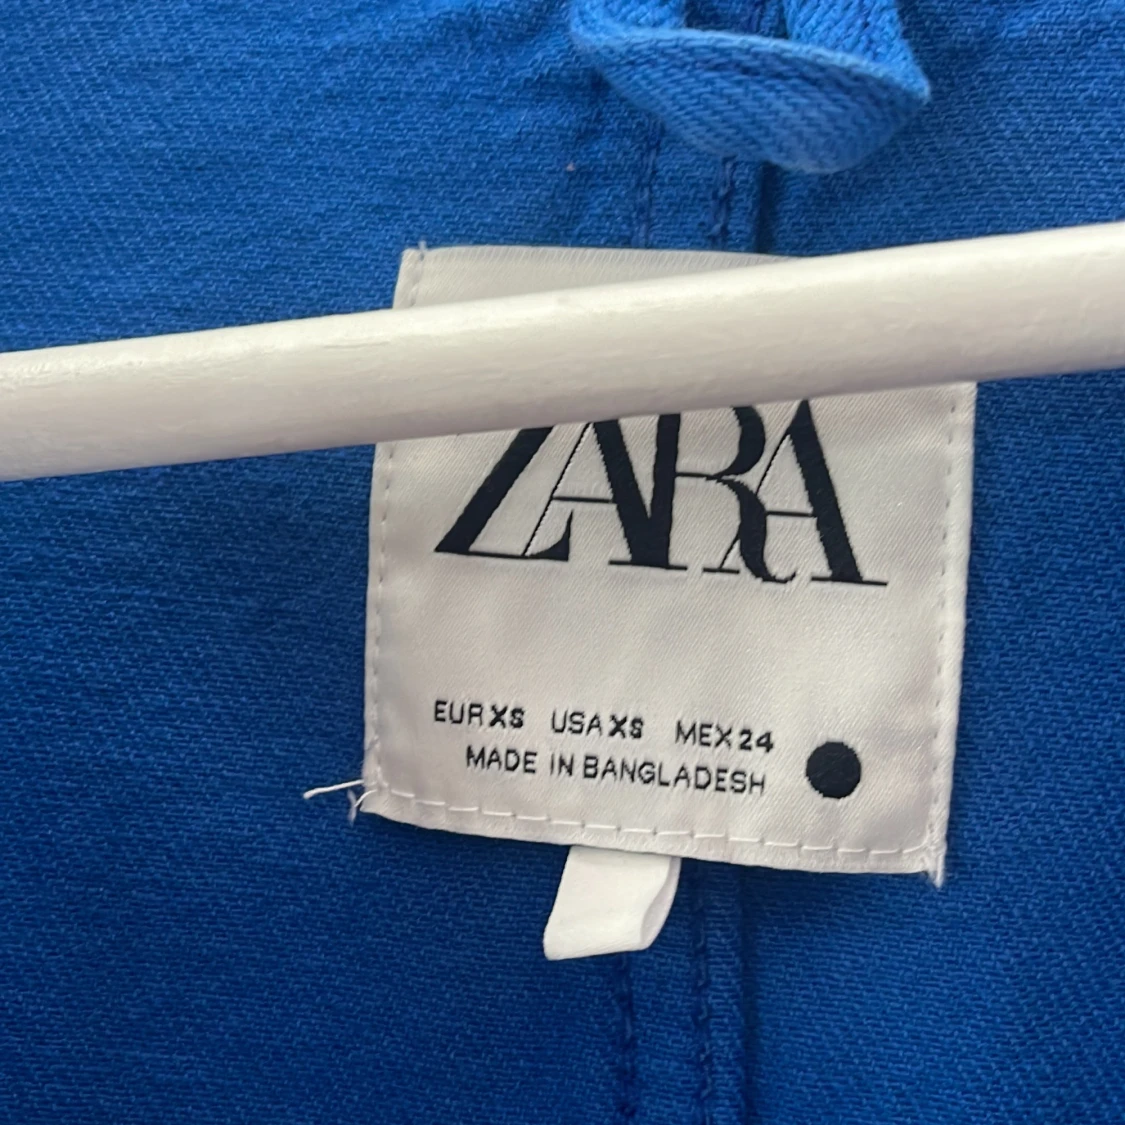 ZARA
EUR XS USA XS MEX 24
MADE IN BANGLADESH